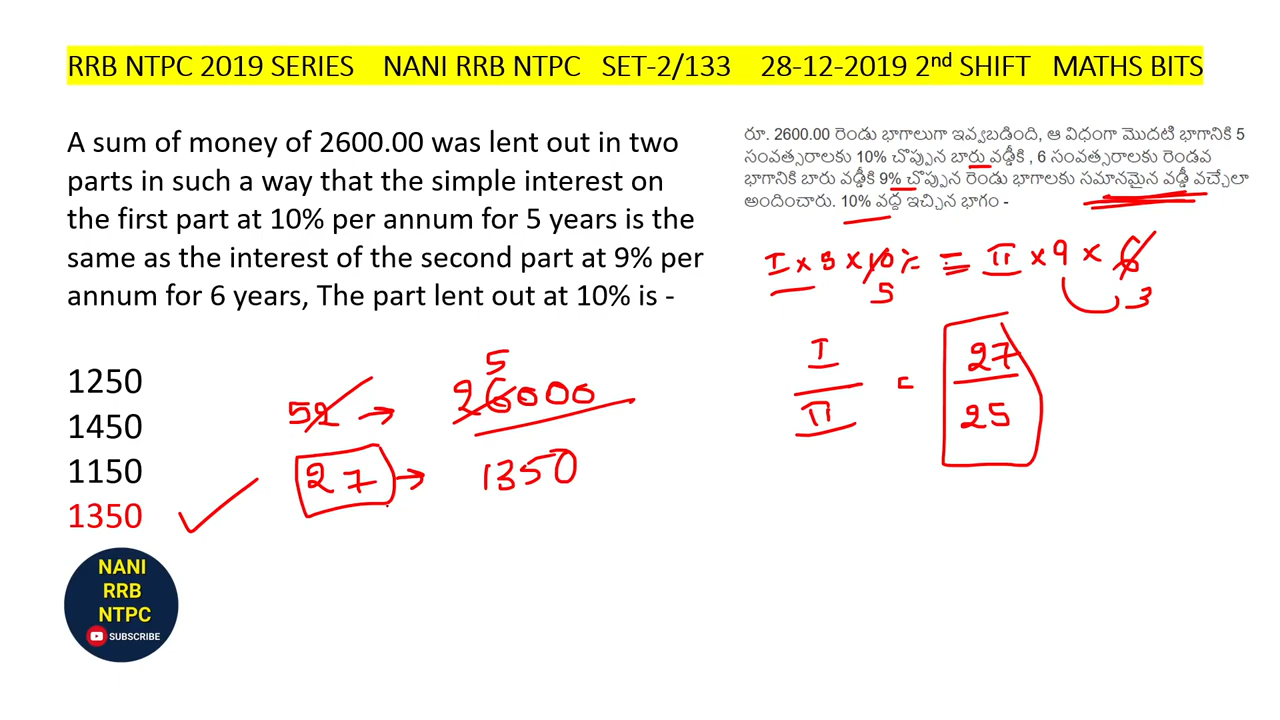 RRB NTPC 2019 SERIES NANI RRB NTPC SET-2/133 28-12-2019 2nd SHIFT MATHS BITS
A sum of money of 2600.00 was lent out in two
parts in such a way that the simple interest on
the first part at 10% per annum for 5 years is the
same as the interest of the second part at 9% per
annum for 6 years, The part lent out at 10% is -
1250
1450
1150
1350
రూ. 2600.00 రెండు భాగాలుగా ఇవ్వబడింది, ఆ విధంగా మొదటి భాగానికి 5
సంవత్సరాలకు 10% చొప్పున బారు వడ్డీకి , 6 సంవత్సరాలకు రెండవ
భాగానికి బారు వడ్డీకి 9% చొప్పున రెండు భాగాలకు సమానమైన వడ్డీ వచ్చేలా
అందించారు. 10% వద్ద ఇచ్చిన భాగం -
I × 5 × 10% = II × 9 × 6
5 3
I = 27
II 25
5
52 → 26000
27 → 1350
NANI
RRB
NTPC
SUBSCRIBE